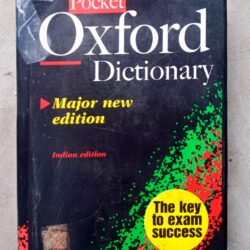 Pocket
Oxford
Dictionary
Major new
edition
Indian edition
The key
to exam
success